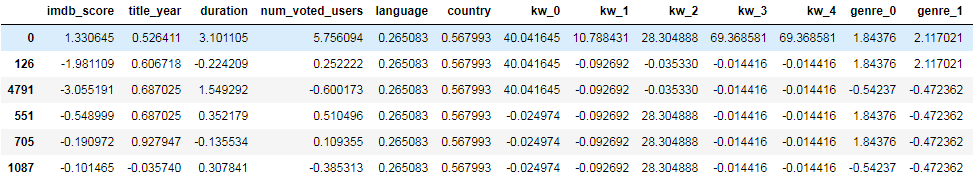 imdb_score title_year duration num_voted_users language country kw_0 kw_1 kw_2 kw_3 kw_4 genre_0 genre_1
0 1.330645 0.526411 3.101105 5.756094 0.265083 0.567993 40.041645 10.788431 28.304888 69.368581 69.368581 1.84376 2.117021
126 -1.981109 0.606718 -0.224209 0.252222 0.265083 0.567993 40.041645 -0.092692 -0.035330 -0.014416 -0.014416 1.84376 2.117021
4791 -3.055191 0.687025 1.549292 -0.600173 0.265083 0.567993 40.041645 -0.092692 -0.035330 -0.014416 -0.014416 -0.54237 -0.472362
551 -0.548999 0.687025 0.352179 0.510496 0.265083 0.567993 -0.024974 -0.092692 28.304888 -0.014416 -0.014416 1.84376 -0.472362
705 -0.190972 0.927947 -0.135534 0.109355 0.265083 0.567993 -0.024974 -0.092692 28.304888 -0.014416 -0.014416 1.84376 -0.472362
1087 -0.101465 -0.035740 0.307841 -0.385313 0.265083 0.567993 -0.024974 -0.092692 28.304888 -0.014416 -0.014416 -0.54237 -0.472362